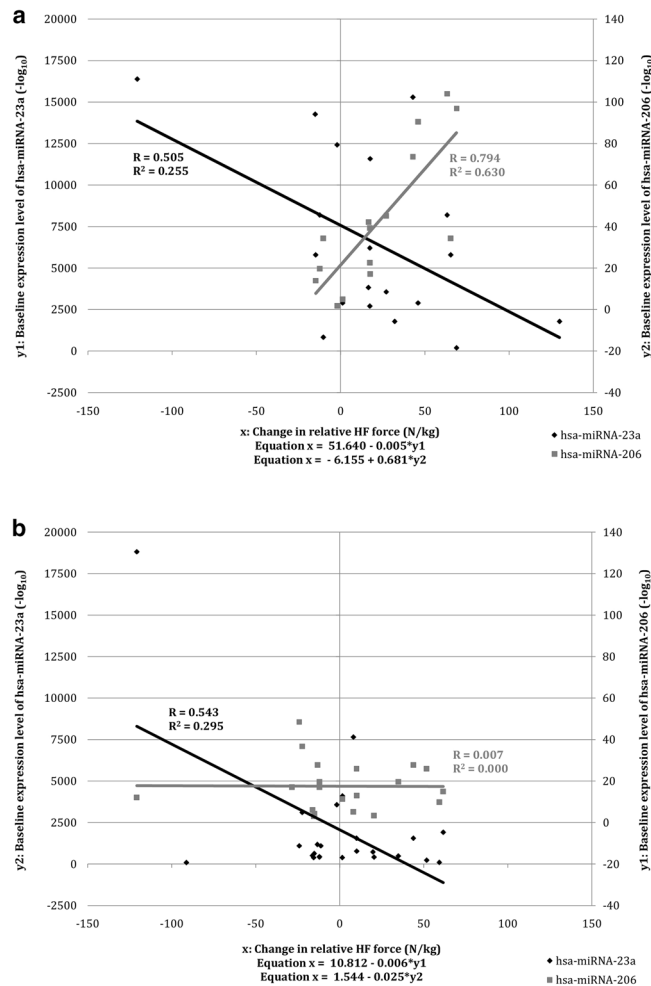 a
20000
17500
15000
12500
10000
7500
5000
2500
0
-2500
140
120
100
80
60
40
20
0
-20
-40
-150
-100
-50
0
50
100
150
y1: Baseline expression level of hsa-miRNA-23a (-log10)
y2: Baseline expression level of hsa-miRNA-206 (-log10)
R = 0.505
R² = 0.255
R = 0.794
R² = 0.630
x: Change in relative HF force (N/kg)
Equation x = 51.640 - 0.005*y1
Equation x = - 6.155 + 0.681*y2
hsa-miRNA-23a
hsa-miRNA-206
b
20000
17500
15000
12500
10000
7500
5000
2500
0
-2500
140
120
100
80
60
40
20
0
-20
-40
-150
-100
-50
0
50
100
150
y2: Baseline expression level of hsa-miRNA-23a (-log10)
y1: Baseline expression level of hsa-miRNA-206 (-log10)
R = 0.543
R² = 0.295
R = 0.007
R² = 0.000
x: Change in relative HF force (N/kg)
Equation x = 10.812 - 0.006*y1
Equation x = 1.544 - 0.025*y2
hsa-miRNA-23a
hsa-miRNA-206